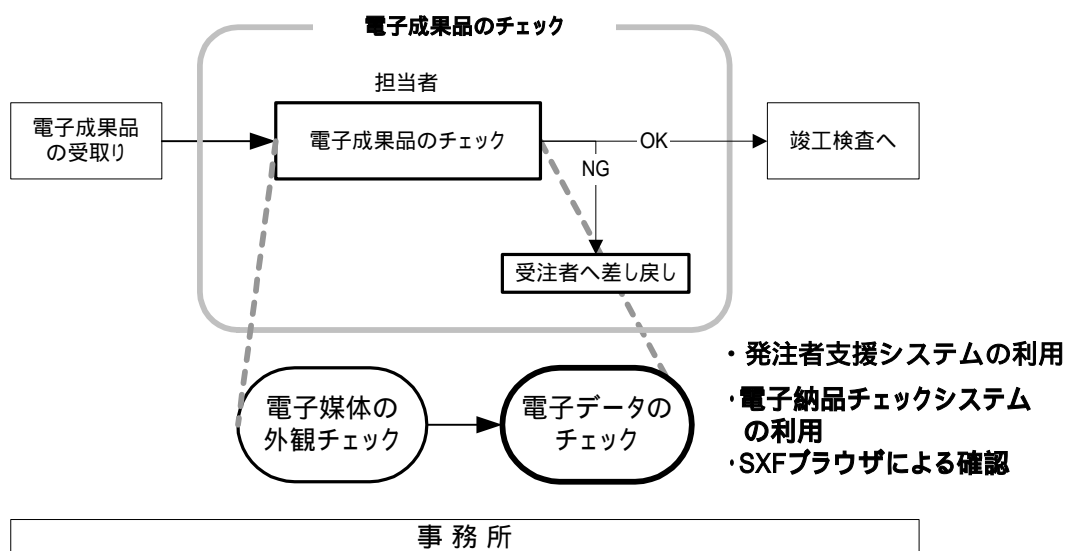 電子成果品のチェック
担当者
電子成果品
の受取り
電子成果品のチェック
OK
竣工検査へ
NG
受注者へ差し戻し
電子媒体の
外観チェック
電子データの
チェック
・発注者支援システムの利用
・電子納品チェックシステム
の利用
・SXFブラウザによる確認
事務所